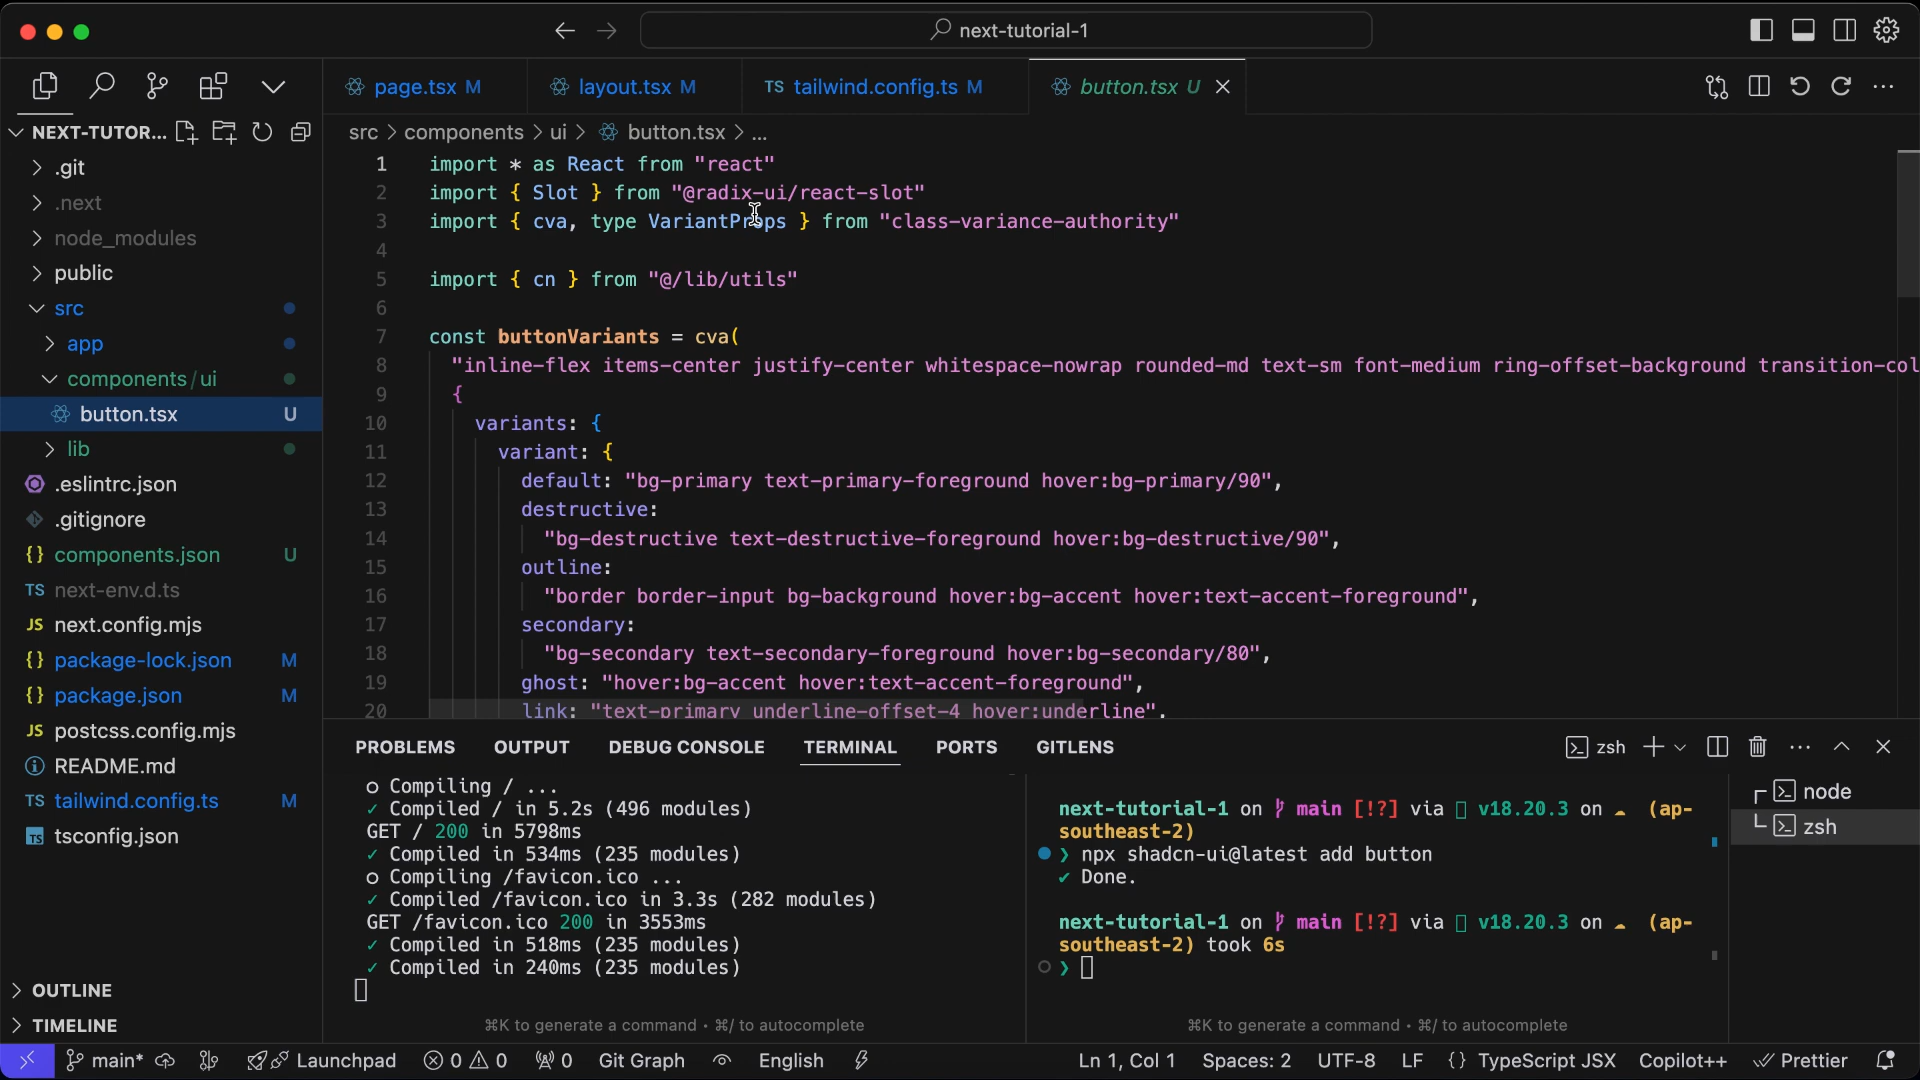 next-tutorial-1
page.tsx M
layout.tsx M
TS tailwind.config.ts M
button.tsx U
NEXT-TUTOR...
src > components > ui > button.tsx > ...
.git
.next
node_modules
public
src
app
components/ui
button.tsx U
lib
.eslintrc.json
.gitignore
{} components.json U
TS next-env.d.ts
JS next.config.mjs
{} package-lock.json M
{} package.json M
JS postcss.config.mjs
README.md
TS tailwind.config.ts M
TS tsconfig.json
OUTLINE
TIMELINE
1 import * as React from "react"
2 import { Slot } from "@radix-ui/react-slot"
3 import { cva, type VariantProps } from "class-variance-authority"
4
5 import { cn } from "@/lib/utils"
6
7 const buttonVariants = cva(
8 "inline-flex items-center justify-center whitespace-nowrap rounded-md text-sm font-medium ring-offset-background transition-col
9 {
10 variants: {
11 variant: {
12 default: "bg-primary text-primary-foreground hover:bg-primary/90",
13 destructive:
14 "bg-destructive text-destructive-foreground hover:bg-destructive/90",
15 outline:
16 "border border-input bg-background hover:bg-accent hover:text-accent-foreground",
17 secondary:
18 "bg-secondary text-secondary-foreground hover:bg-secondary/80",
19 ghost: "hover:bg-accent hover:text-accent-foreground",
20 link: "text-primary underline-offset-4 hover:underline",
PROBLEMS OUTPUT DEBUG CONSOLE TERMINAL PORTS GITLENS
zsh
○ Compiling / ...
✓ Compiled / in 5.2s (496 modules)
GET / 200 in 5798ms
✓ Compiled in 534ms (235 modules)
○ Compiling /favicon.ico ...
✓ Compiled /favicon.ico in 3.3s (282 modules)
GET /favicon.ico 200 in 3553ms
✓ Compiled in 518ms (235 modules)
✓ Compiled in 240ms (235 modules)
⌘K to generate a command • ⌘/ to autocomplete
next-tutorial-1 on main [!?] via v18.20.3 on ☁ (ap-
southeast-2)
❯ npx shadcn-ui@latest add button
✔ Done.
next-tutorial-1 on main [!?] via v18.20.3 on ☁ (ap-
southeast-2) took 6s
❯
⌘K to generate a command • ⌘/ to autocomplete
node
zsh
main* Launchpad 0 0 0 Git Graph English
Ln 1, Col 1 Spaces: 2 UTF-8 LF {} TypeScript JSX Copilot++ Prettier